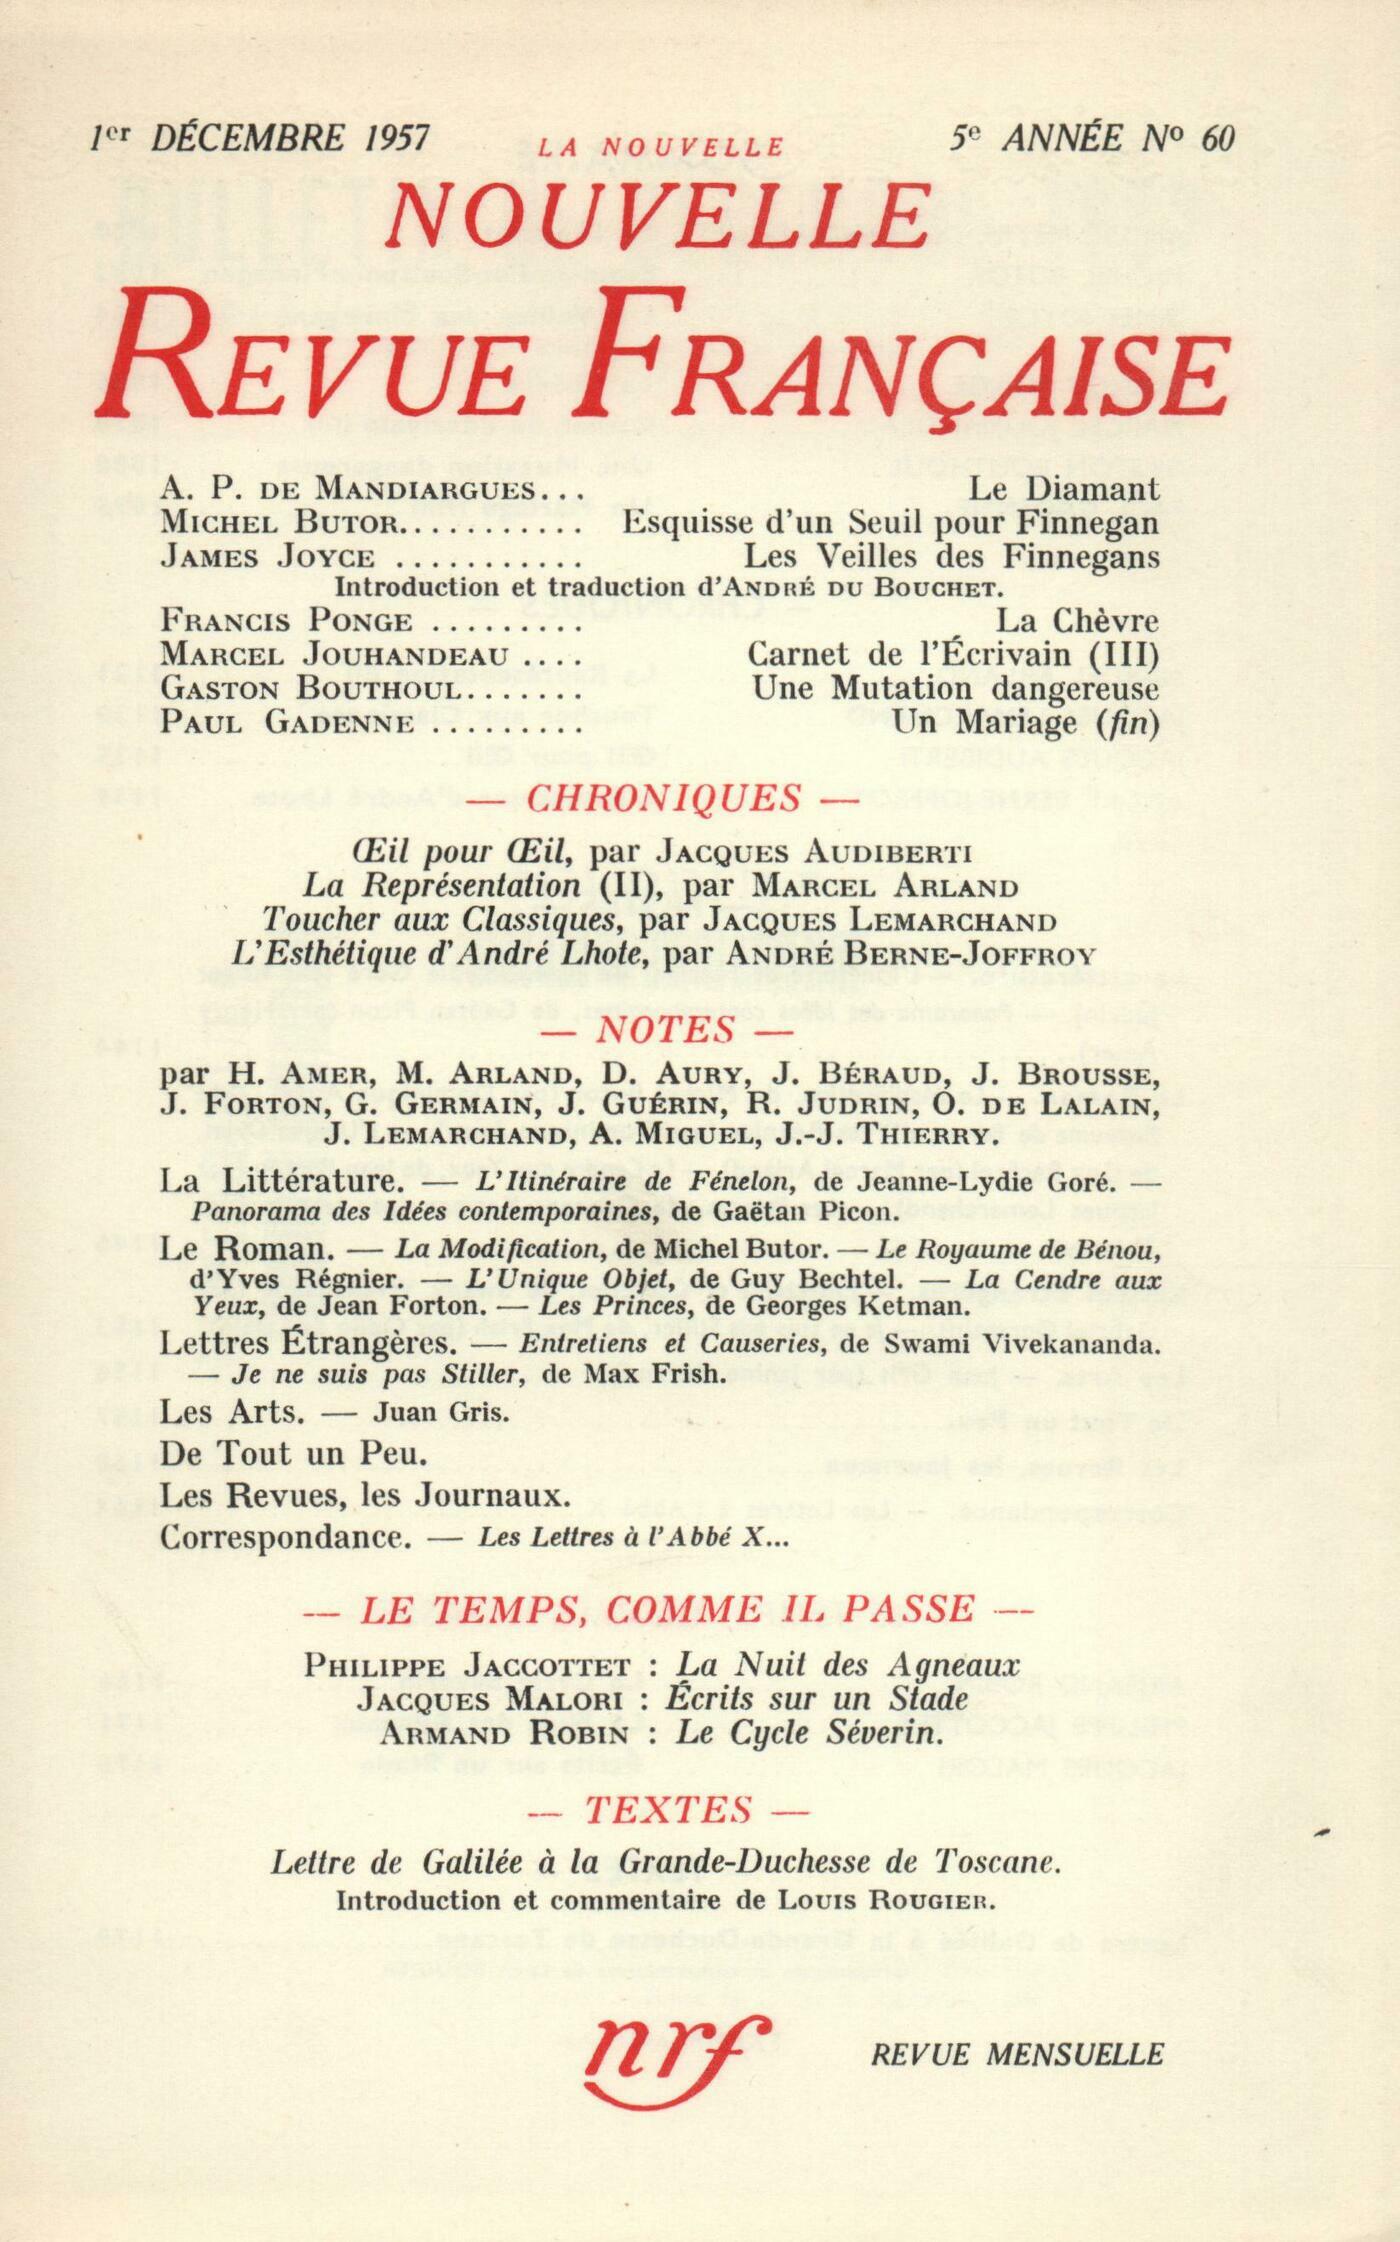 1er DÉCEMBRE 1957
LA NOUVELLE
5e ANNÉE No 60
NOUVELLE
REVUE FRANÇAISE
A. P. DE MANDIARGUES... Le Diamant
MICHEL BUTOR........... Esquisse d'un Seuil pour Finnegan
JAMES JOYCE ........... Les Veilles des Finnegans
Introduction et traduction d'ANDRÉ DU BOUCHET.
FRANCIS PONGE ......... La Chèvre
MARCEL JOUHANDEAU .... Carnet de l'Écrivain (III)
GASTON BOUTHOUL....... Une Mutation dangereuse
PAUL GADENNE ......... Un Mariage (fin)
— CHRONIQUES —
Œil pour Œil, par JACQUES AUDIBERTI
La Représentation (II), par MARCEL ARLAND
Toucher aux Classiques, par JACQUES LEMARCHAND
L'Esthétique d'André Lhote, par ANDRÉ BERNE-JOFFROY
— NOTES —
par H. AMER, M. ARLAND, D. AURY, J. BÉRAUD, J. BROUSSE,
J. FORTON, G. GERMAIN, J. GUÉRIN, R. JUDRIN, O. DE LALAIN,
J. LEMARCHAND, A. MIGUEL, J.-J. THIERRY.
La Littérature. — L'Itinéraire de Fénelon, de Jeanne-Lydie Goré. —
Panorama des Idées contemporaines, de Gaëtan Picon.
Le Roman. — La Modification, de Michel Butor. — Le Royaume de Bénou,
d'Yves Régnier. — L'Unique Objet, de Guy Bechtel. — La Cendre aux
Yeux, de Jean Forton. — Les Princes, de Georges Ketman.
Lettres Étrangères. — Entretiens et Causeries, de Swami Vivekananda.
— Je ne suis pas Stiller, de Max Frish.
Les Arts. — Juan Gris.
De Tout un Peu.
Les Revues, les Journaux.
Correspondance. — Les Lettres à l'Abbé X...
— LE TEMPS, COMME IL PASSE —
PHILIPPE JACCOTTET : La Nuit des Agneaux
JACQUES MALORI : Écrits sur un Stade
ARMAND ROBIN : Le Cycle Séverin.
— TEXTES —
Lettre de Galilée à la Grande-Duchesse de Toscane.
Introduction et commentaire de LOUIS ROUGIER.
nrf
REVUE MENSUELLE